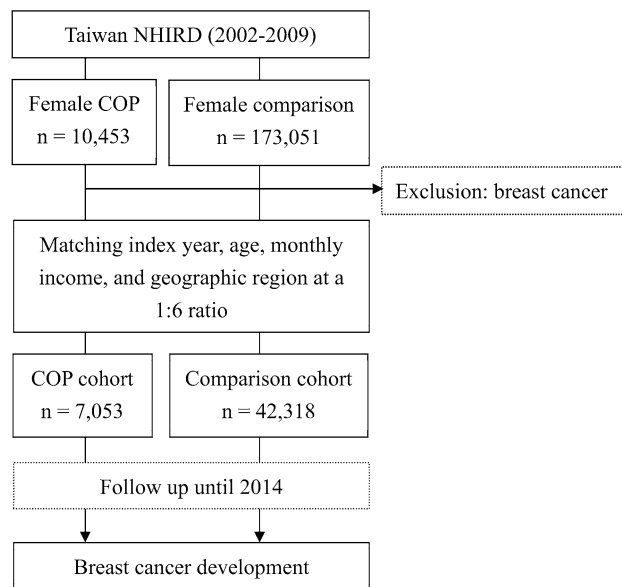 Taiwan NHIRD (2002-2009)
Female COP
n = 10,453
Female comparison
n = 173,051
Exclusion: breast cancer
Matching index year, age, monthly
income, and geographic region at a
1:6 ratio
COP cohort
n = 7,053
Comparison cohort
n = 42,318
Follow up until 2014
Breast cancer development